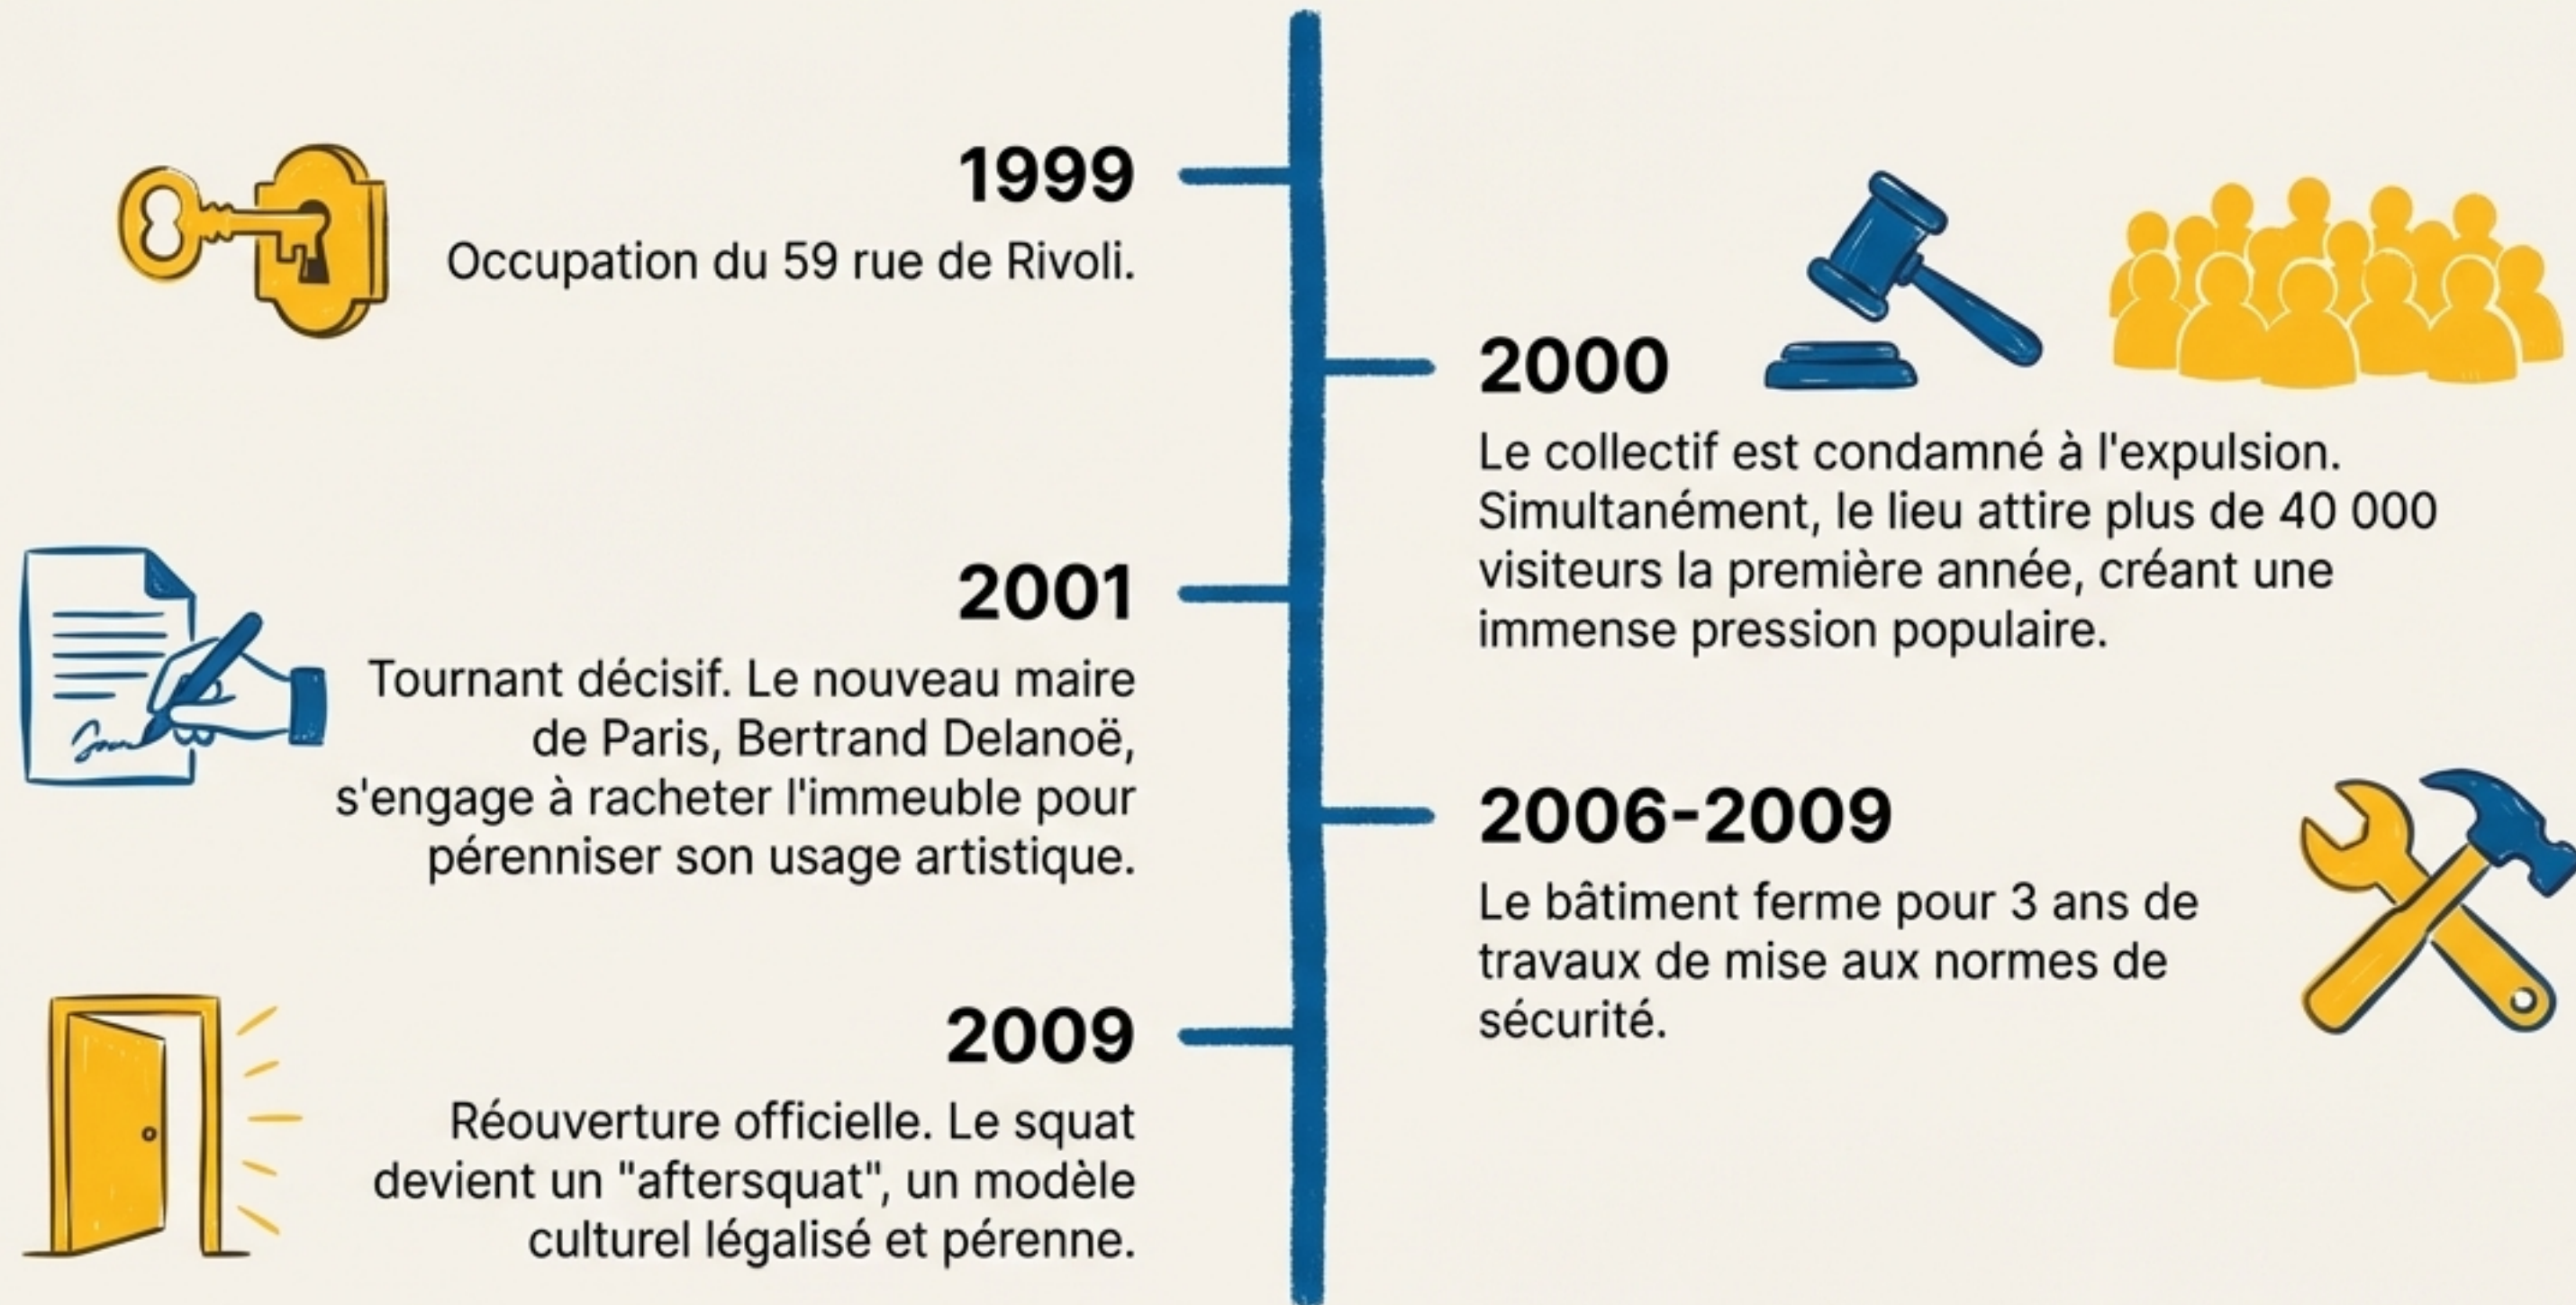 1999
Occupation du 59 rue de Rivoli.
2000
Le collectif est condamné à l'expulsion.
Simultanément, le lieu attire plus de 40 000
visiteurs la première année, créant une
immense pression populaire.
2001
Tournant décisif. Le nouveau maire
de Paris, Bertrand Delanoë,
s'engage à racheter l'immeuble pour
pérenniser son usage artistique.
2006-2009
Le bâtiment ferme pour 3 ans de
travaux de mise aux normes de
sécurité.
2009
Réouverture officielle. Le squat
devient un "aftersquat", un modèle
culturel légalisé et pérenne.